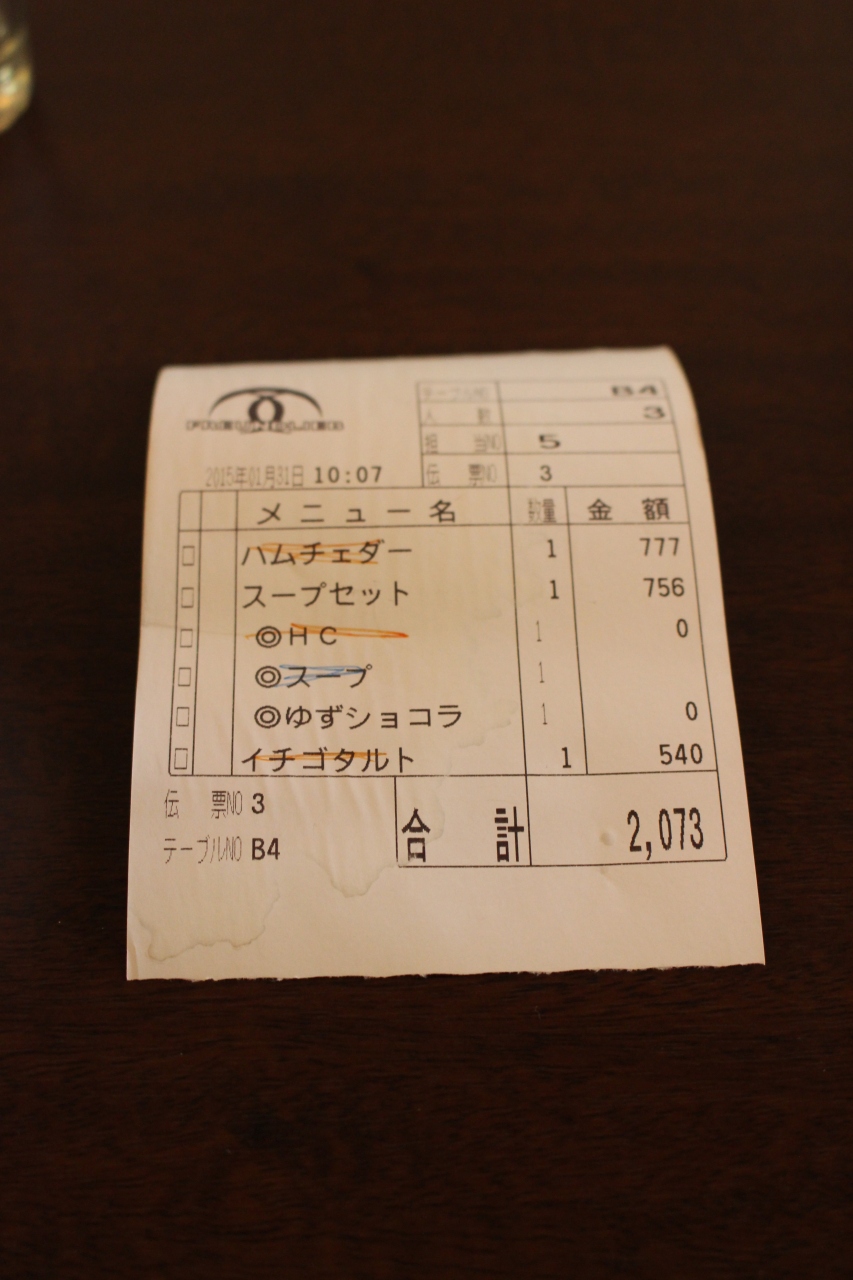 FREUNDLIEB
テーブルNO B4
人 数 3
担 当NO 5
2015年01月31日 10:07
伝 票NO 3
メニュー名 数量 金 額
ハムチェダー 1 777
スープセット 1 756
◎HC 1 0
◎スープ 1
◎ゆずショコラ 1 0
イチゴタルト 1 540
伝 票NO 3
テーブルNO B4
合 計 2,073